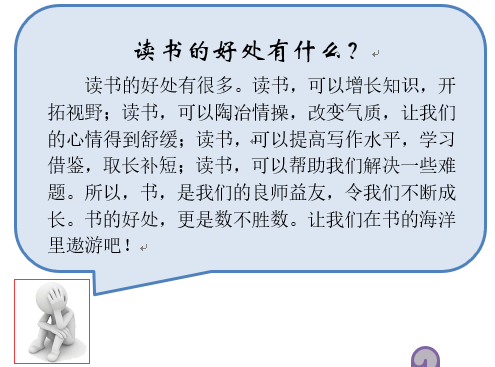 读书的好处有什么？
读书的好处有很多。读书，可以增长知识，开
拓视野；读书，可以陶冶情操，改变气质，让我们
的心情得到舒缓；读书，可以提高写作水平，学习
借鉴，取长补短；读书，可以帮助我们解决一些难
题。所以，书，是我们的良师益友，令我们不断成
长。书的好处，更是数不胜数。让我们在书的海洋
里遨游吧！